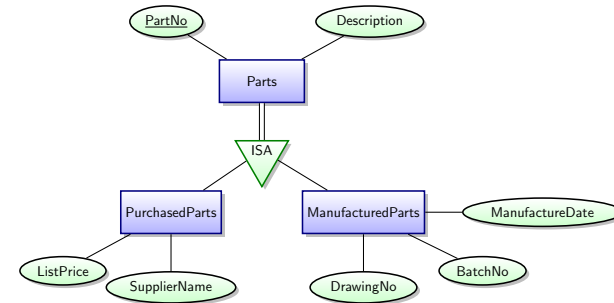 PartNo
Description
Parts
ISA
PurchasedParts
ManufacturedParts
ManufactureDate
ListPrice
SupplierName
DrawingNo
BatchNo